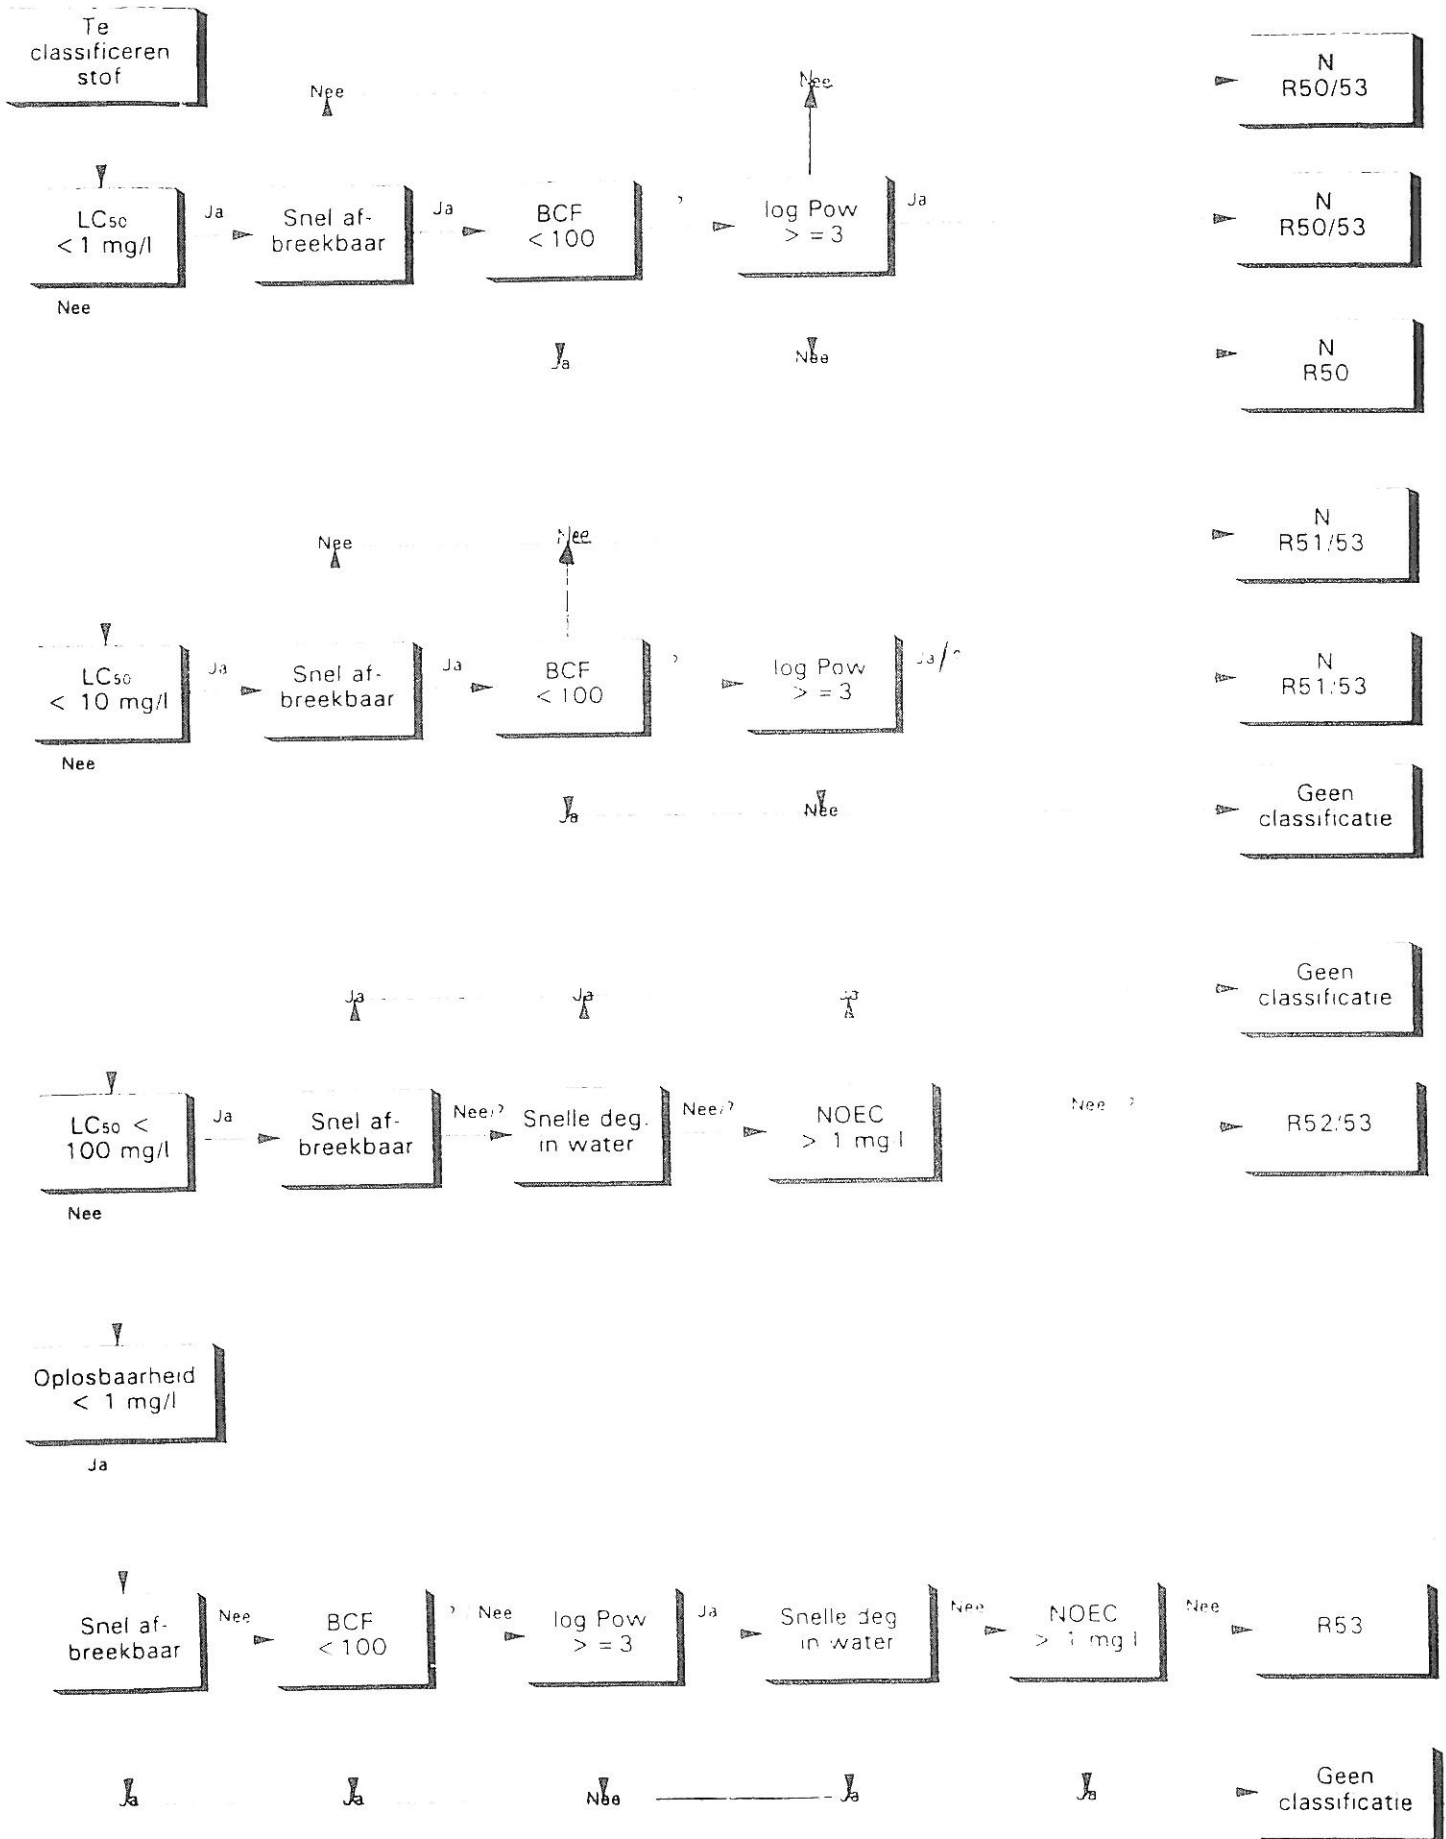 Te
classificeren
stof
Nee
Nee
N
R50/53
LC50
< 1 mg/l
Ja
Snel af-
breekbaar
Ja
BCF
< 100
?
log Pow
> = 3
Ja
N
R50/53
Nee
Ja
Nee
N
R50
Nee
Nee
N
R51/53
LC50
< 10 mg/l
Ja
Snel af-
breekbaar
Ja
BCF
< 100
?
log Pow
> = 3
Ja/?
N
R51/53
Nee
Ja
Nee
Geen
classificatie
Ja
Ja
Ja
Geen
classificatie
LC50 <
100 mg/l
Ja
Snel af-
breekbaar
Nee/?
Snelle deg.
in water
Nee/?
NOEC
> 1 mg/l
Nee ?
R52/53
Nee
Oplosbaarheid
< 1 mg/l
Ja
Snel af-
breekbaar
Nee
BCF
< 100
? Nee
log Pow
> = 3
Ja
Snelle deg
in water
Nee
NOEC
> 1 mg/l
Nee
R53
Ja
Ja
Nee
Ja
Ja
Geen
classificatie